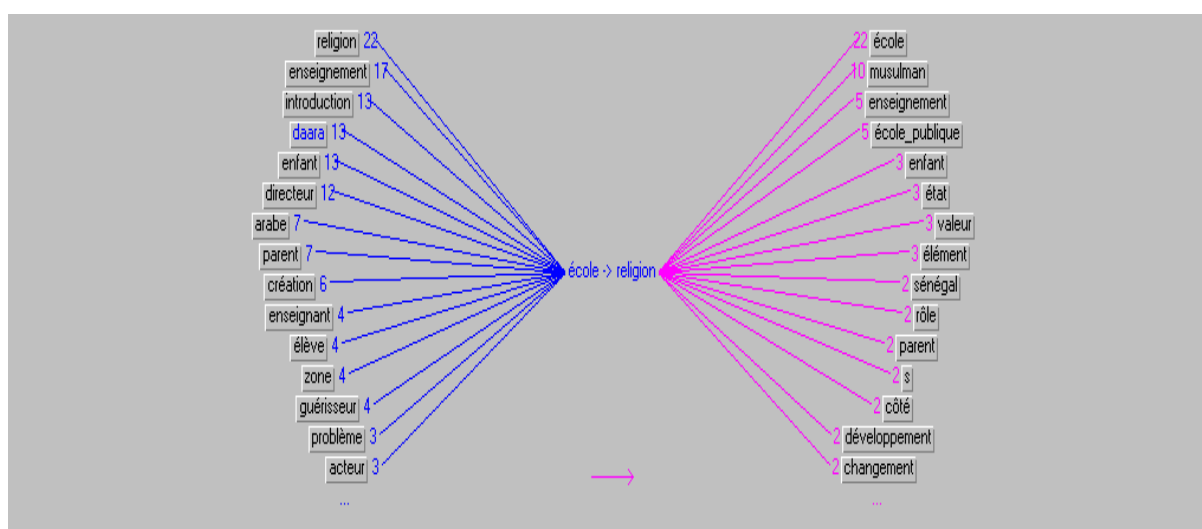 religion 22
enseignement 17
introduction 13
daara 13
enfant 13
directeur 12
arabe 7
parent 7
création 6
enseignant 4
élève 4
zone 4
guérisseur 4
problème 3
acteur 3
...
école -> religion
22 école
10 musulman
5 enseignement
5 école_publique
3 enfant
3 état
3 valeur
3 élément
2 sénégal
2 rôle
2 parent
2 s
2 côté
2 développement
2 changement
...